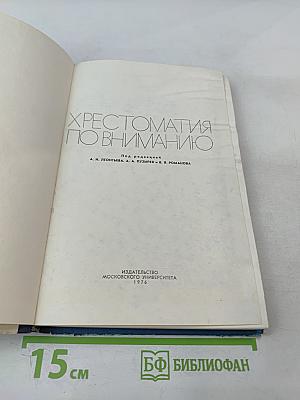 ХРЕСТОМАТИЯ
ПО ВНИМАНИЮ
Под редакцией
А. Н. ЛЕОНТЬЕВА, А. А. ПУЗЫРЕЯ и В. Я. РОМАНОВА
ИЗДАТЕЛЬСТВО
МОСКОВСКОГО УНИВЕРСИТЕТА
1976
15 см
БФ БИБЛИОФАН